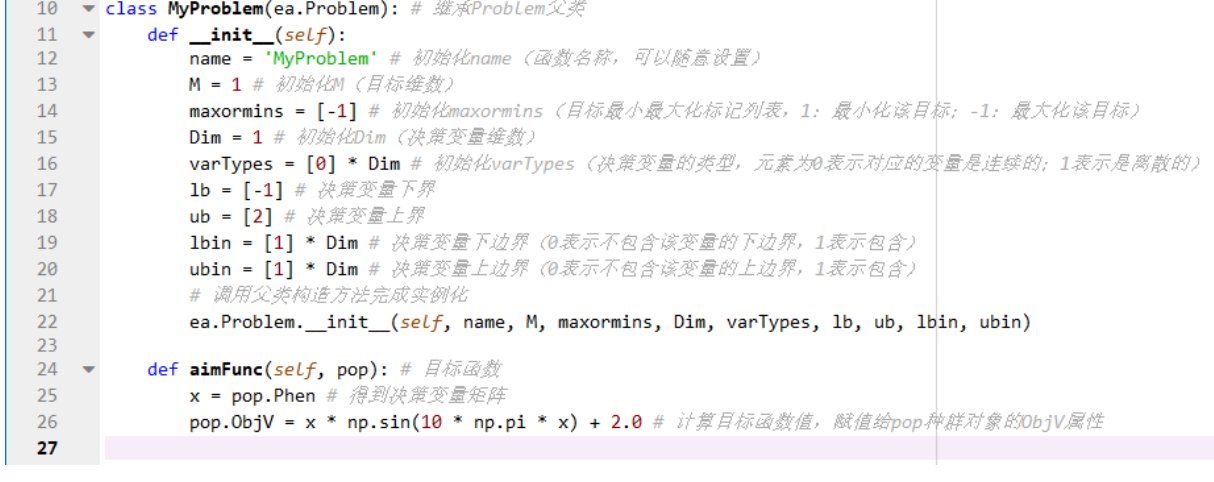 10 class MyProblem(ea.Problem): # 继承Problem父类
11 def __init__(self):
12 name = 'MyProblem' # 初始化name（函数名称，可以随意设置）
13 M = 1 # 初始化M（目标维数）
14 maxormins = [-1] # 初始化maxormins（目标最小最大化标记列表，1：最小化该目标；-1：最大化该目标）
15 Dim = 1 # 初始化Dim（决策变量维数）
16 varTypes = [0] * Dim # 初始化varTypes（决策变量的类型，元素为0表示对应的变量是连续的；1表示是离散的）
17 lb = [-1] # 决策变量下界
18 ub = [2] # 决策变量上界
19 lbin = [1] * Dim # 决策变量下边界（0表示不包含该变量的下边界，1表示包含）
20 ubin = [1] * Dim # 决策变量上边界（0表示不包含该变量的上边界，1表示包含）
21 # 调用父类构造方法完成实例化
22 ea.Problem.__init__(self, name, M, maxormins, Dim, varTypes, lb, ub, lbin, ubin)
23
24 def aimFunc(self, pop): # 目标函数
25 x = pop.Phen # 得到决策变量矩阵
26 pop.ObjV = x * np.sin(10 * np.pi * x) + 2.0 # 计算目标函数值，赋值给pop种群对象的ObjV属性
27